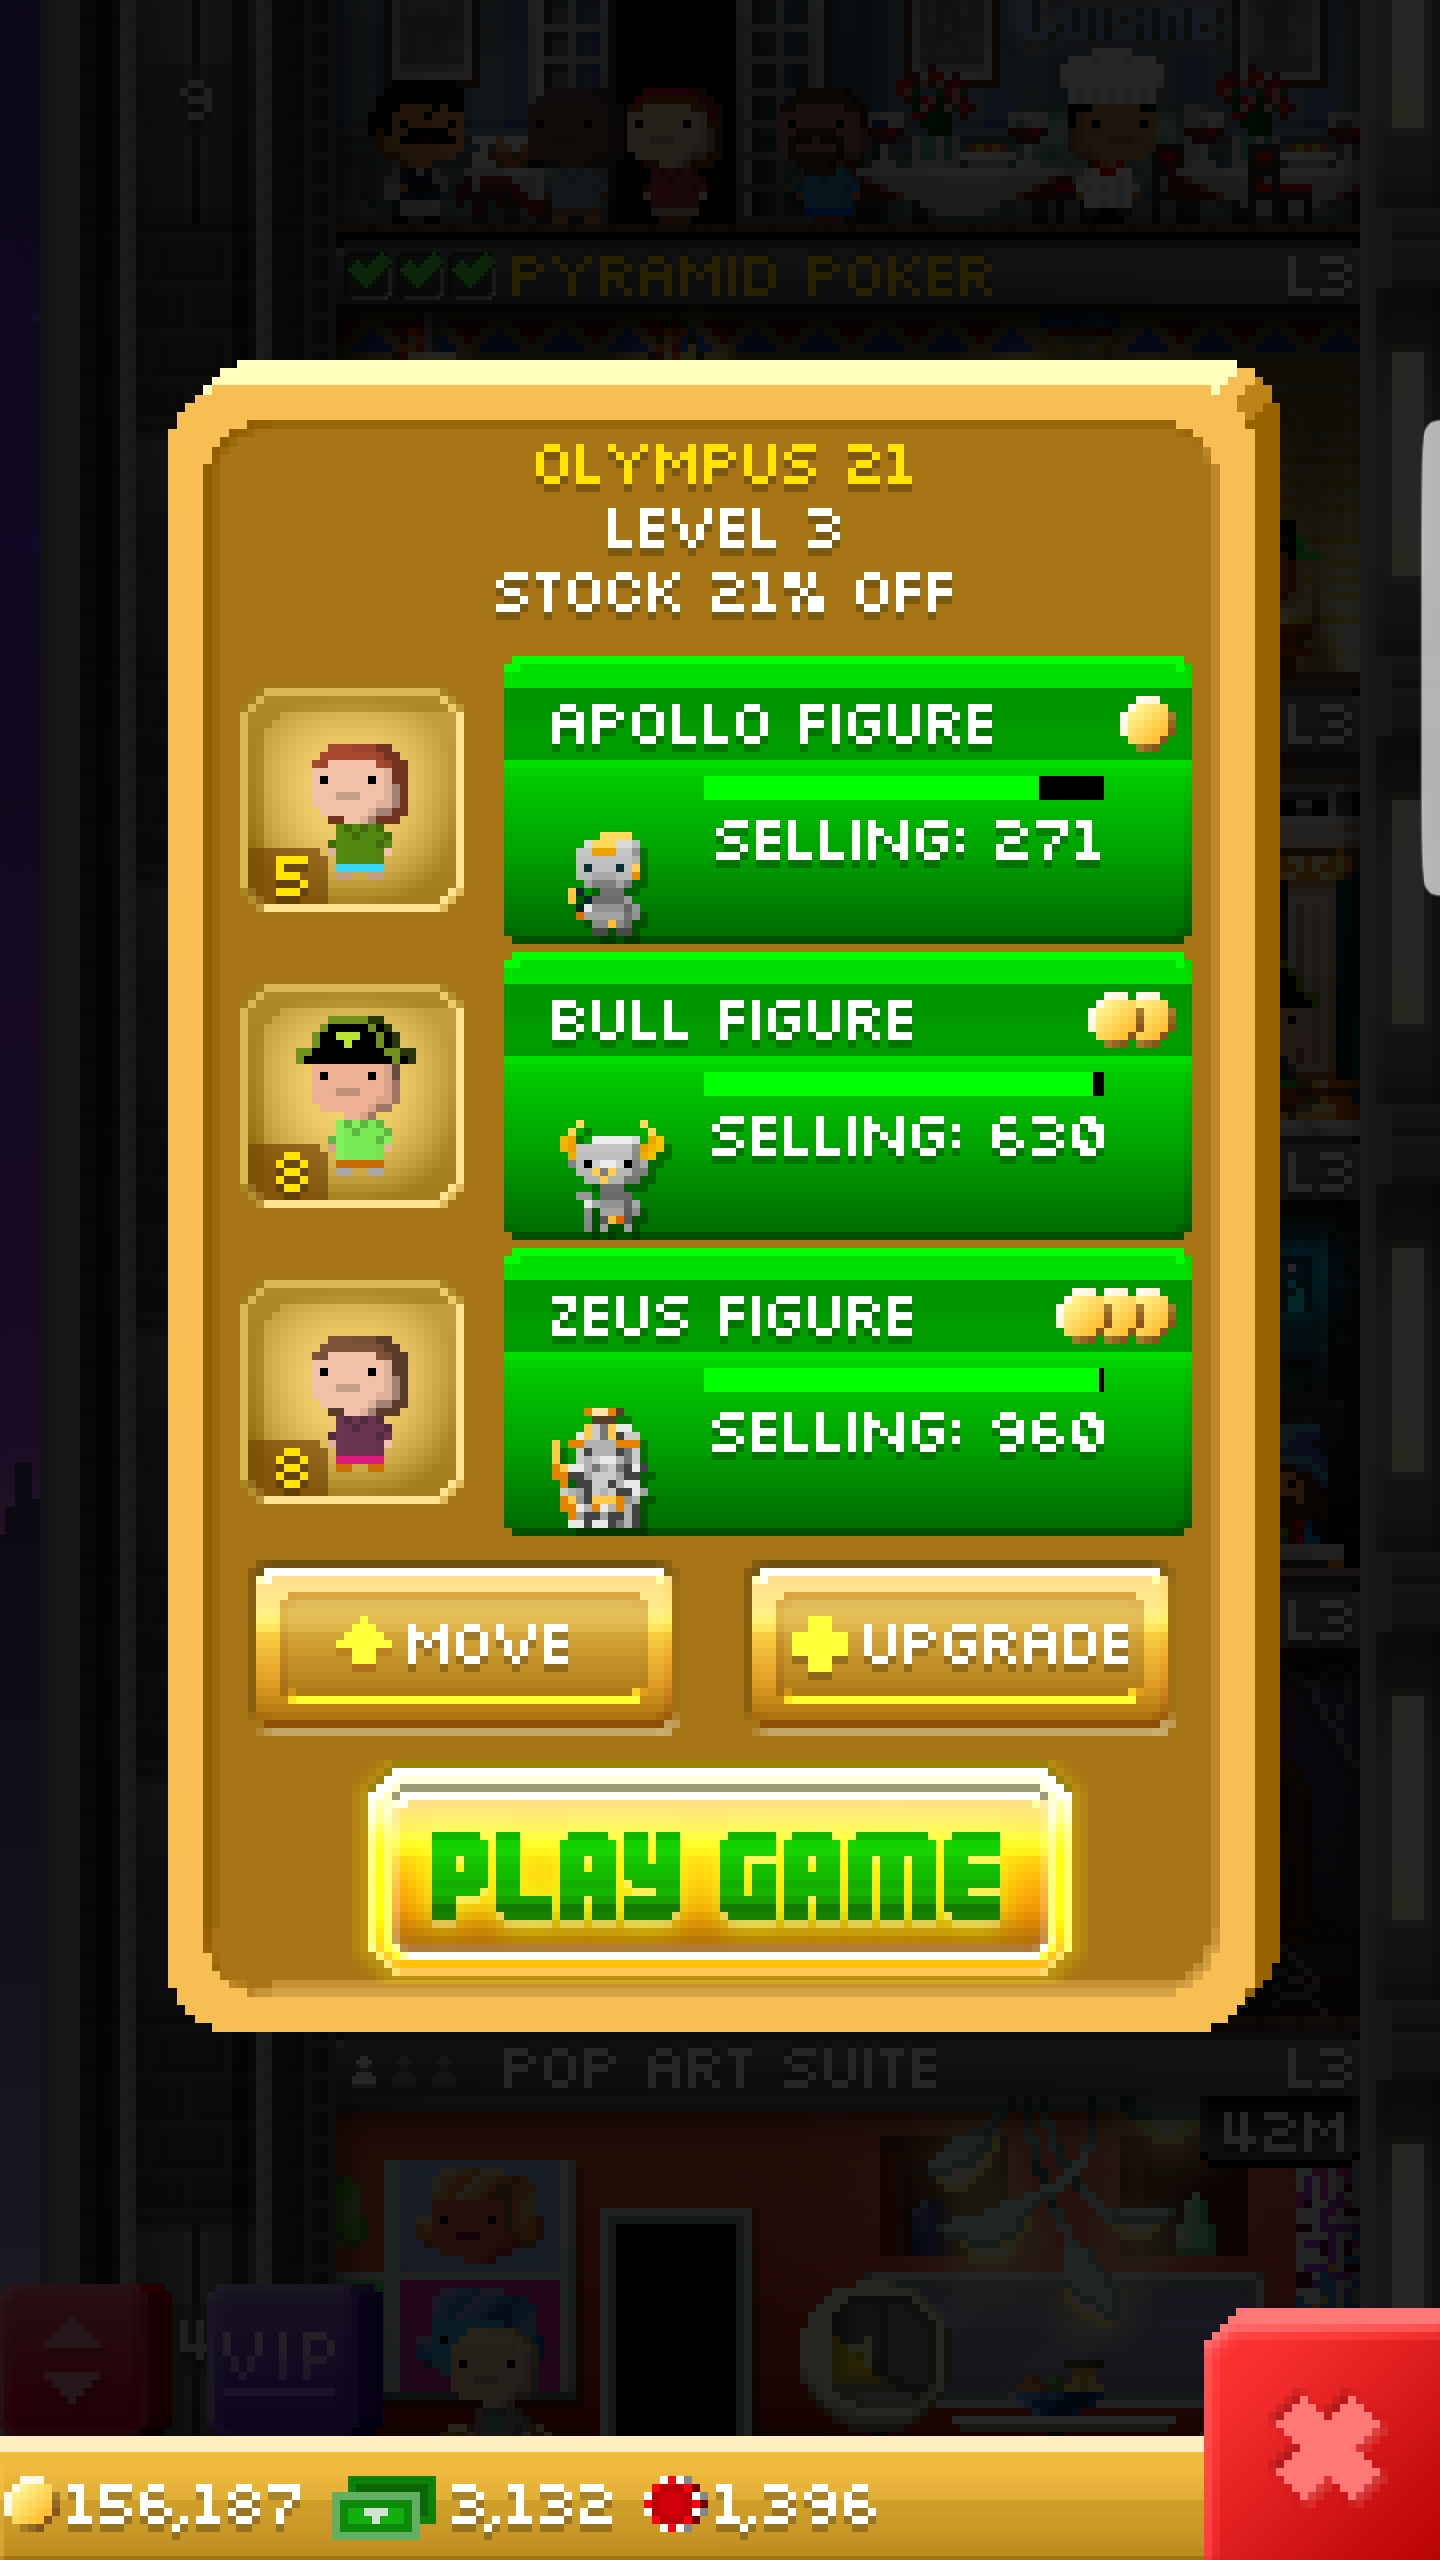 Cuisine
9
PYRAMID POKER L3
OLYMPUS 21
LEVEL 3
STOCK 21% OFF
L3
APOLLO FIGURE
SELLING: 271
5
BULL FIGURE
SELLING: 630
8
L3
ZEUS FIGURE
SELLING: 960
8
L3
MOVE
UPGRADE
PLAY GAME
POP ART SUITE L3
42M
4
VIP
156,187 3,132 1,396